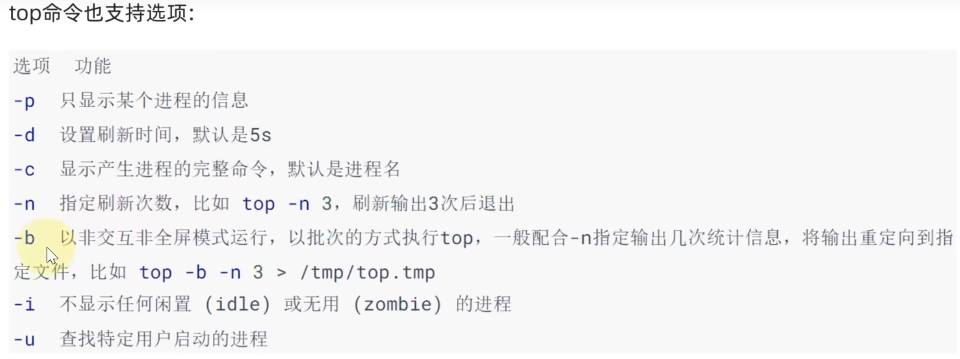 top命令也支持选项:
选项 功能
-p 只显示某个进程的信息
-d 设置刷新时间，默认是5s
-c 显示产生进程的完整命令，默认是进程名
-n 指定刷新次数，比如 top -n 3，刷新输出3次后退出
-b 以非交互非全屏模式运行，以批次的方式执行top，一般配合-n指定输出几次统计信息，将输出重定向到指
定文件，比如 top -b -n 3 > /tmp/top.tmp
-i 不显示任何闲置 (idle) 或无用 (zombie) 的进程
-u 查找特定用户启动的进程